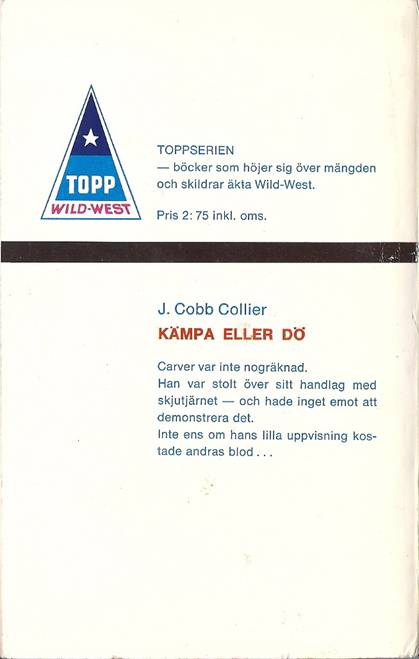 TOPP
WILD-WEST
TOPPSERIEN
— böcker som höjer sig över mängden
och skildrar äkta Wild-West.
Pris 2:75 inkl. oms.
J. Cobb Collier
KÄMPA ELLER DÖ
Carver var inte nogräknad.
Han var stolt över sitt handlag med
skjutjärnet — och hade inget emot att
demonstrera det.
Inte ens om hans lilla uppvisning kos-
tade andras blod...